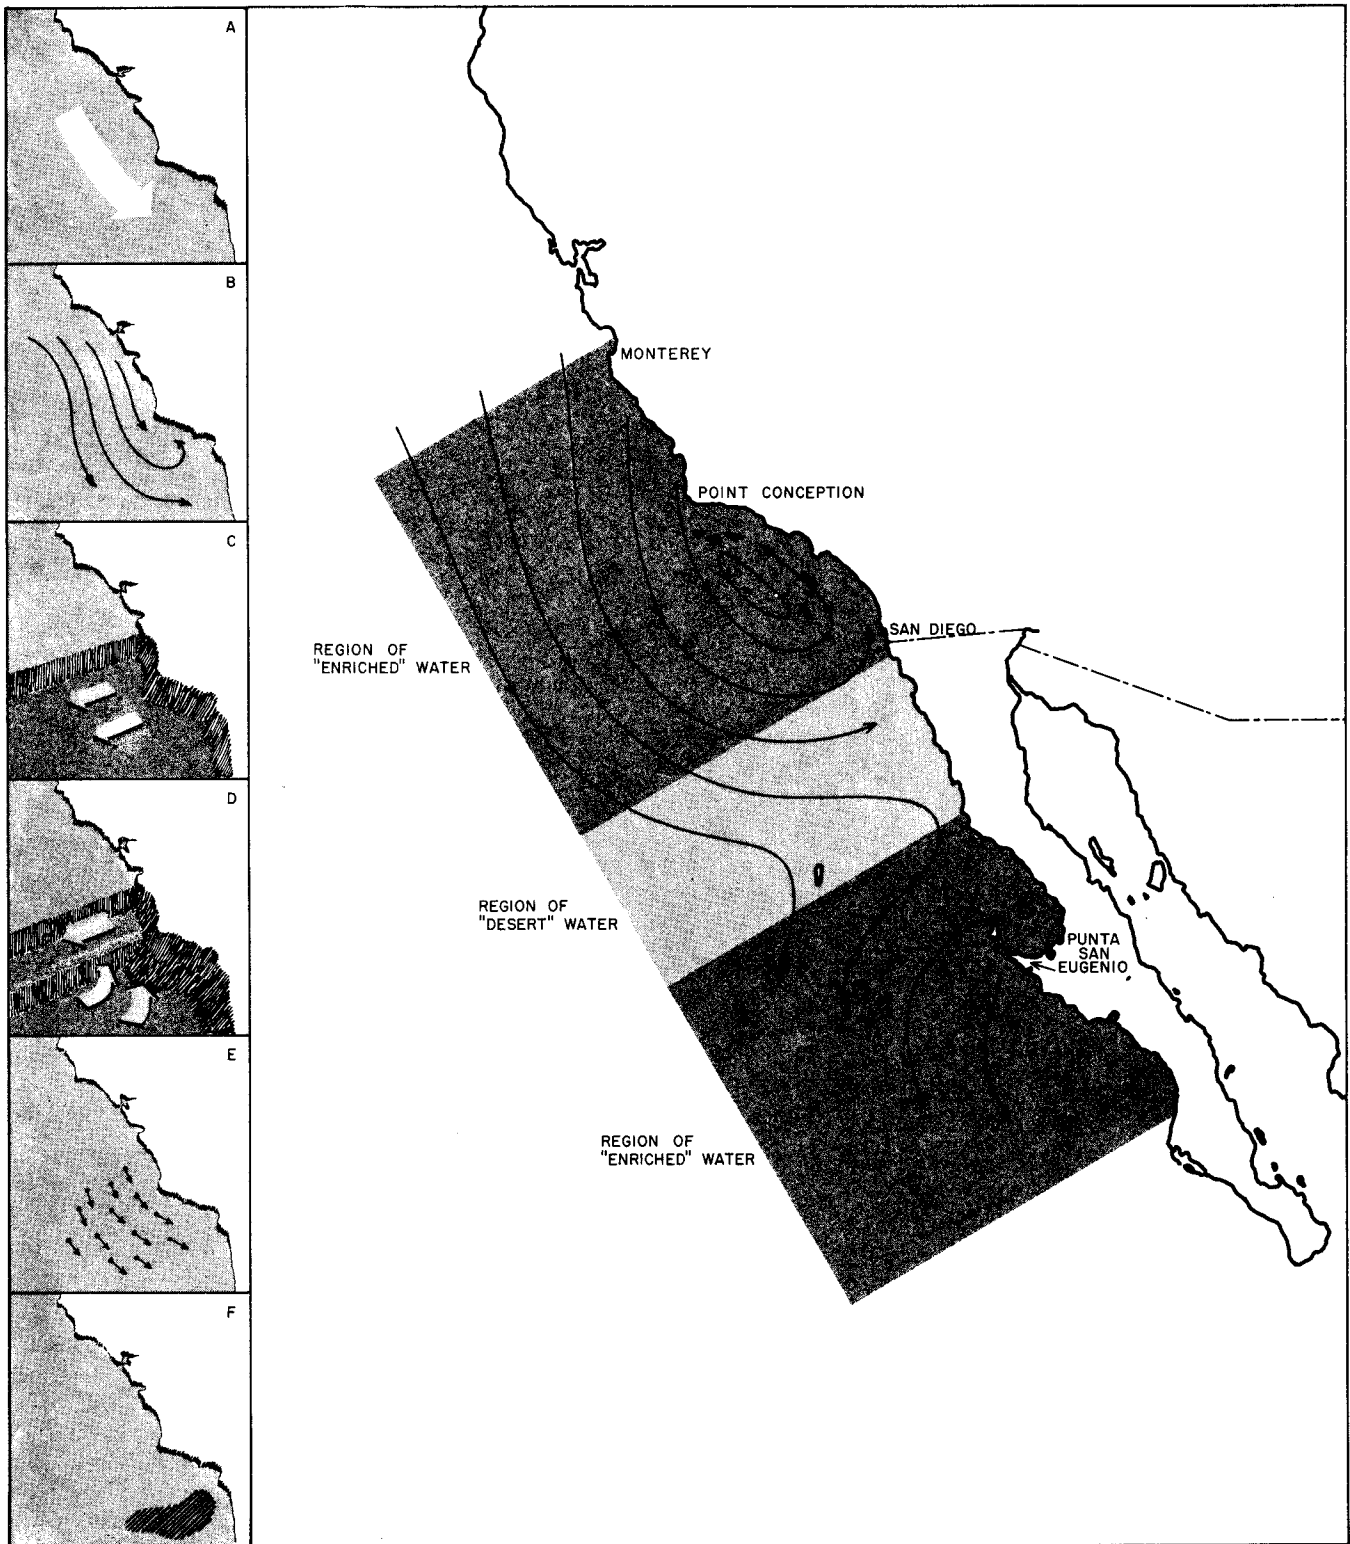 A
B
C
D
E
F
MONTEREY
POINT CONCEPTION
SAN DIEGO
REGION OF
"ENRICHED" WATER
REGION OF
"DESERT" WATER
PUNTA
SAN
EUGENIO
REGION OF
"ENRICHED" WATER